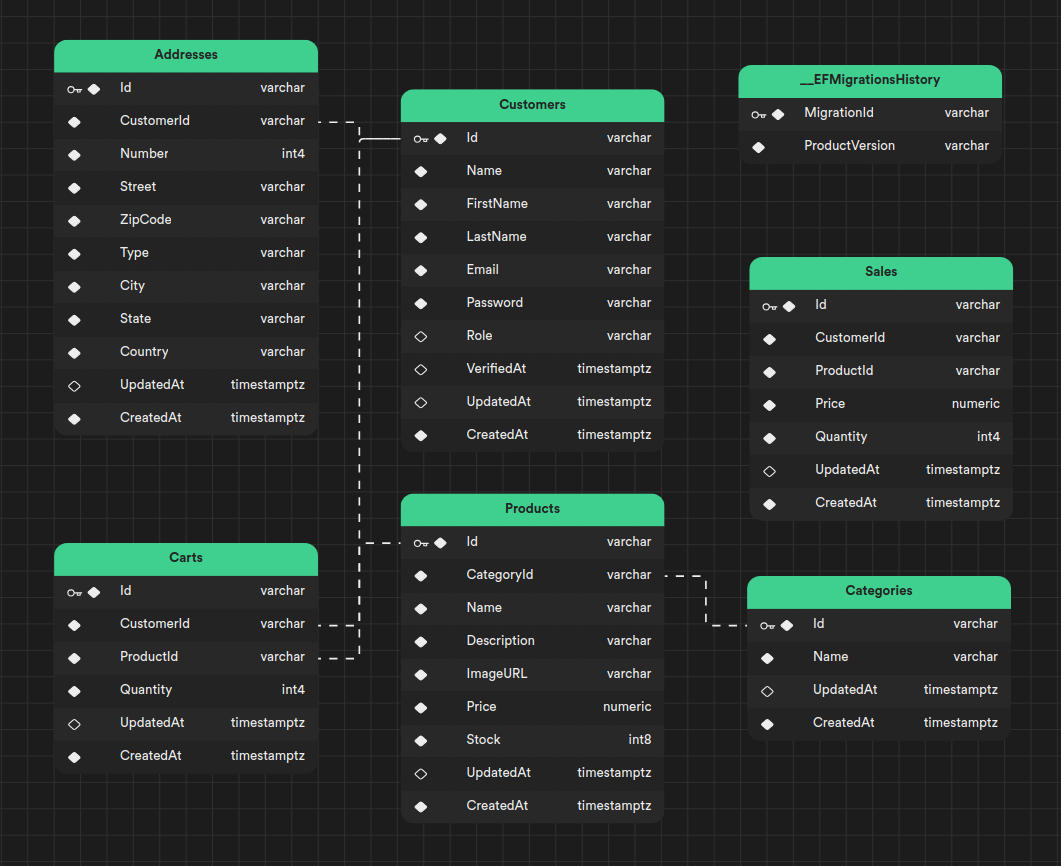 Addresses
Id varchar
CustomerId varchar
Number int4
Street varchar
ZipCode varchar
Type varchar
City varchar
State varchar
Country varchar
UpdatedAt timestamptz
CreatedAt timestamptz
Customers
Id varchar
Name varchar
FirstName varchar
LastName varchar
Email varchar
Password varchar
Role varchar
VerifiedAt timestamptz
UpdatedAt timestamptz
CreatedAt timestamptz
__EFMigrationsHistory
MigrationId varchar
ProductVersion varchar
Sales
Id varchar
CustomerId varchar
ProductId varchar
Price numeric
Quantity int4
UpdatedAt timestamptz
CreatedAt timestamptz
Carts
Id varchar
CustomerId varchar
ProductId varchar
Quantity int4
UpdatedAt timestamptz
CreatedAt timestamptz
Products
Id varchar
CategoryId varchar
Name varchar
Description varchar
ImageURL varchar
Price numeric
Stock int8
UpdatedAt timestamptz
CreatedAt timestamptz
Categories
Id varchar
Name varchar
UpdatedAt timestamptz
CreatedAt timestamptz